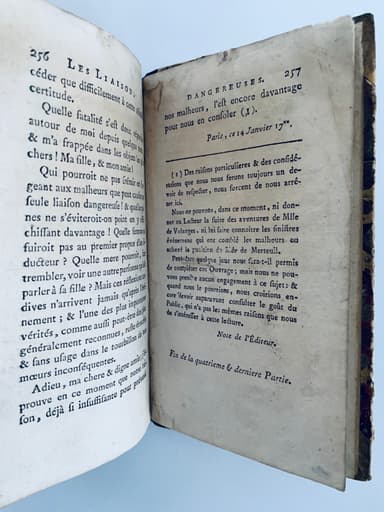 256 LES LIAISON
céder que difficilement à cette
certitude.
Quelle fatalité s'est donc
autour de moi depuis quelque
& m'a frappée dans les objets les
chers! Ma fille, & mon amie!
Qui pourroit ne pas frémir en
geant aux malheurs que peut causer
seule liaison dangereuse! &
nes ne s'éviteroit-on point en y
chissant davantage! Quelle femme
fuiroit pas au premier propos d'un
ducteur? Quelle mere pourroit,
trembler, voir une autre personne
parler à sa fille? Mais ces réflexions
dives n'arrivent jamais qu'après
nement; & l'une des plus
vérités, comme aussi peut-être
généralement reconnues, reste
& sans usage dans le tourbillon de
mœurs inconséquentes.
Adieu, ma chere & digne amie;
prouve en ce moment que notre
son, déjà si insuffisante pour
DANGEREUSES. 257
nos malheurs, l'est encore davantage
pour nous en consoler (1).
Paris, ce 14 Janvier 17**.
(1) Des raisons particulieres & des considé-
rations que nous nous ferons toujours un de-
voir de respecter, nous forcent de nous arrê-
ter ici.
Nous ne pouvons, dans ce moment, ni don-
ner au Lecteur la suite des aventures de Mlle
de Volanges, ni lui faire connoître les sinistres
événemens qui ont comblé les malheurs ou
achevé la punition de Mde de Merteuil.
Peut-être quelque jour nous sera-t-il permis
de completter cet Ouvrage; mais nous ne pou-
vons prendre aucun engagement à ce sujet: &
quand nous le pourrions, nous croirions en-
core devoir auparavant consulter le goût du
Public, qui n'a pas les mêmes raisons que nous
de s'intéresser à cette lecture.
Note de l'Éditeur.
Fin de la quatrieme & derniere Partie.